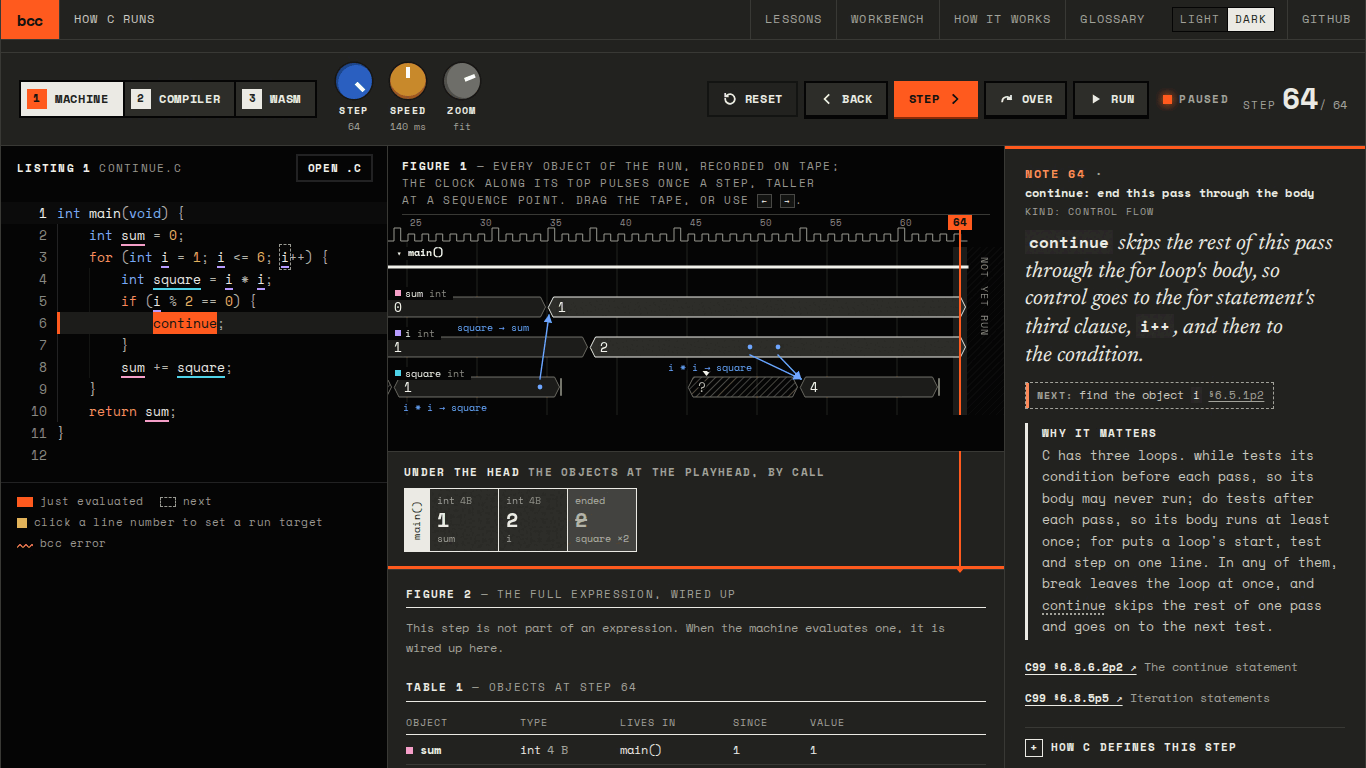 bcc HOW C RUNS LESSONS WORKBENCH HOW IT WORKS GLOSSARY LIGHT DARK GITHUB
1 MACHINE 2 COMPILER 3 WASM
STEP SPEED ZOOM
64 140 ms fit
RESET BACK STEP OVER RUN PAUSED STEP 64 / 64
LISTING 1 CONTINUE.C OPEN .C
1 int main(void) {
2 int sum = 0;
3 for (int i = 1; i <= 6; i++) {
4 int square = i * i;
5 if (i % 2 == 0) {
6 continue;
7 }
8 sum += square;
9 }
10 return sum;
11 }
12
just evaluated next
click a line number to set a run target
bcc error
FIGURE 1 — EVERY OBJECT OF THE RUN, RECORDED ON TAPE;
THE CLOCK ALONG ITS TOP PULSES ONCE A STEP, TALLER
AT A SEQUENCE POINT. DRAG THE TAPE, OR USE ← → .
25 30 35 40 45 50 55 60 64
▾ main()
NOT YET RUN
sum int
0 1
square → sum
i int
1 2
i * i → square
square int
1 ? 4
i * i → square
UNDER THE HEAD THE OBJECTS AT THE PLAYHEAD, BY CALL
main()
int 4B int 4B ended
1 2 2
sum i square ×2
FIGURE 2 — THE FULL EXPRESSION, WIRED UP
This step is not part of an expression. When the machine evaluates one, it is
wired up here.
TABLE 1 — OBJECTS AT STEP 64
OBJECT TYPE LIVES IN SINCE VALUE
sum int 4 B main() 1 1
NOTE 64 ·
continue: end this pass through the body
KIND: CONTROL FLOW
continue skips the rest of this pass
through the for loop's body, so
control goes to the for statement's
third clause, i++, and then to
the condition.
NEXT: find the object i §6.5.1p2
WHY IT MATTERS
C has three loops. while tests its
condition before each pass, so its
body may never run; do tests after
each pass, so its body runs at least
once; for puts a loop's start, test
and step on one line. In any of them,
break leaves the loop at once, and
continue skips the rest of one pass
and goes on to the next test.
C99 §6.8.6.2p2 ↗ The continue statement
C99 §6.8.5p5 ↗ Iteration statements
+ HOW C DEFINES THIS STEP